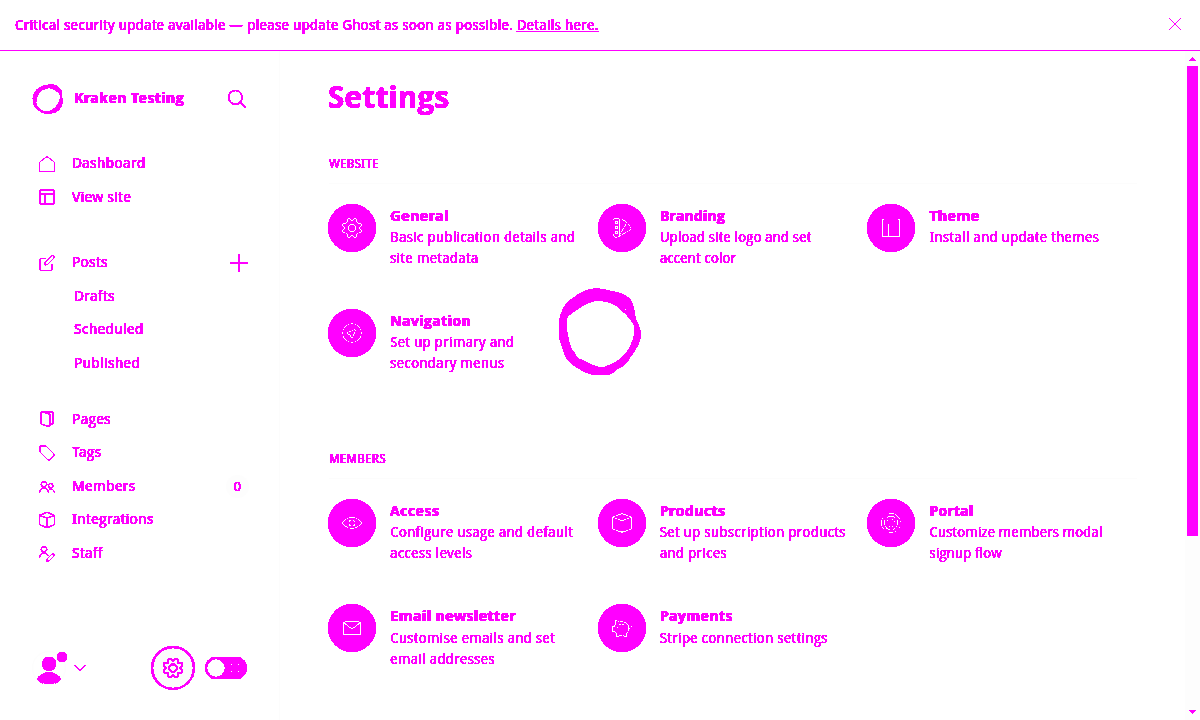 Critical security update available — please update Ghost as soon as possible. Details here.
Kraken Testing
Dashboard
View site
Posts
Drafts
Scheduled
Published
Pages
Tags
Members 0
Integrations
Staff
Settings
WEBSITE
General
Basic publication details and
site metadata
Branding
Upload site logo and set
accent color
Theme
Install and update themes
Navigation
Set up primary and
secondary menus
MEMBERS
Access
Configure usage and default
access levels
Products
Set up subscription products
and prices
Portal
Customize members modal
signup flow
Email newsletter
Customise emails and set
email addresses
Payments
Stripe connection settings